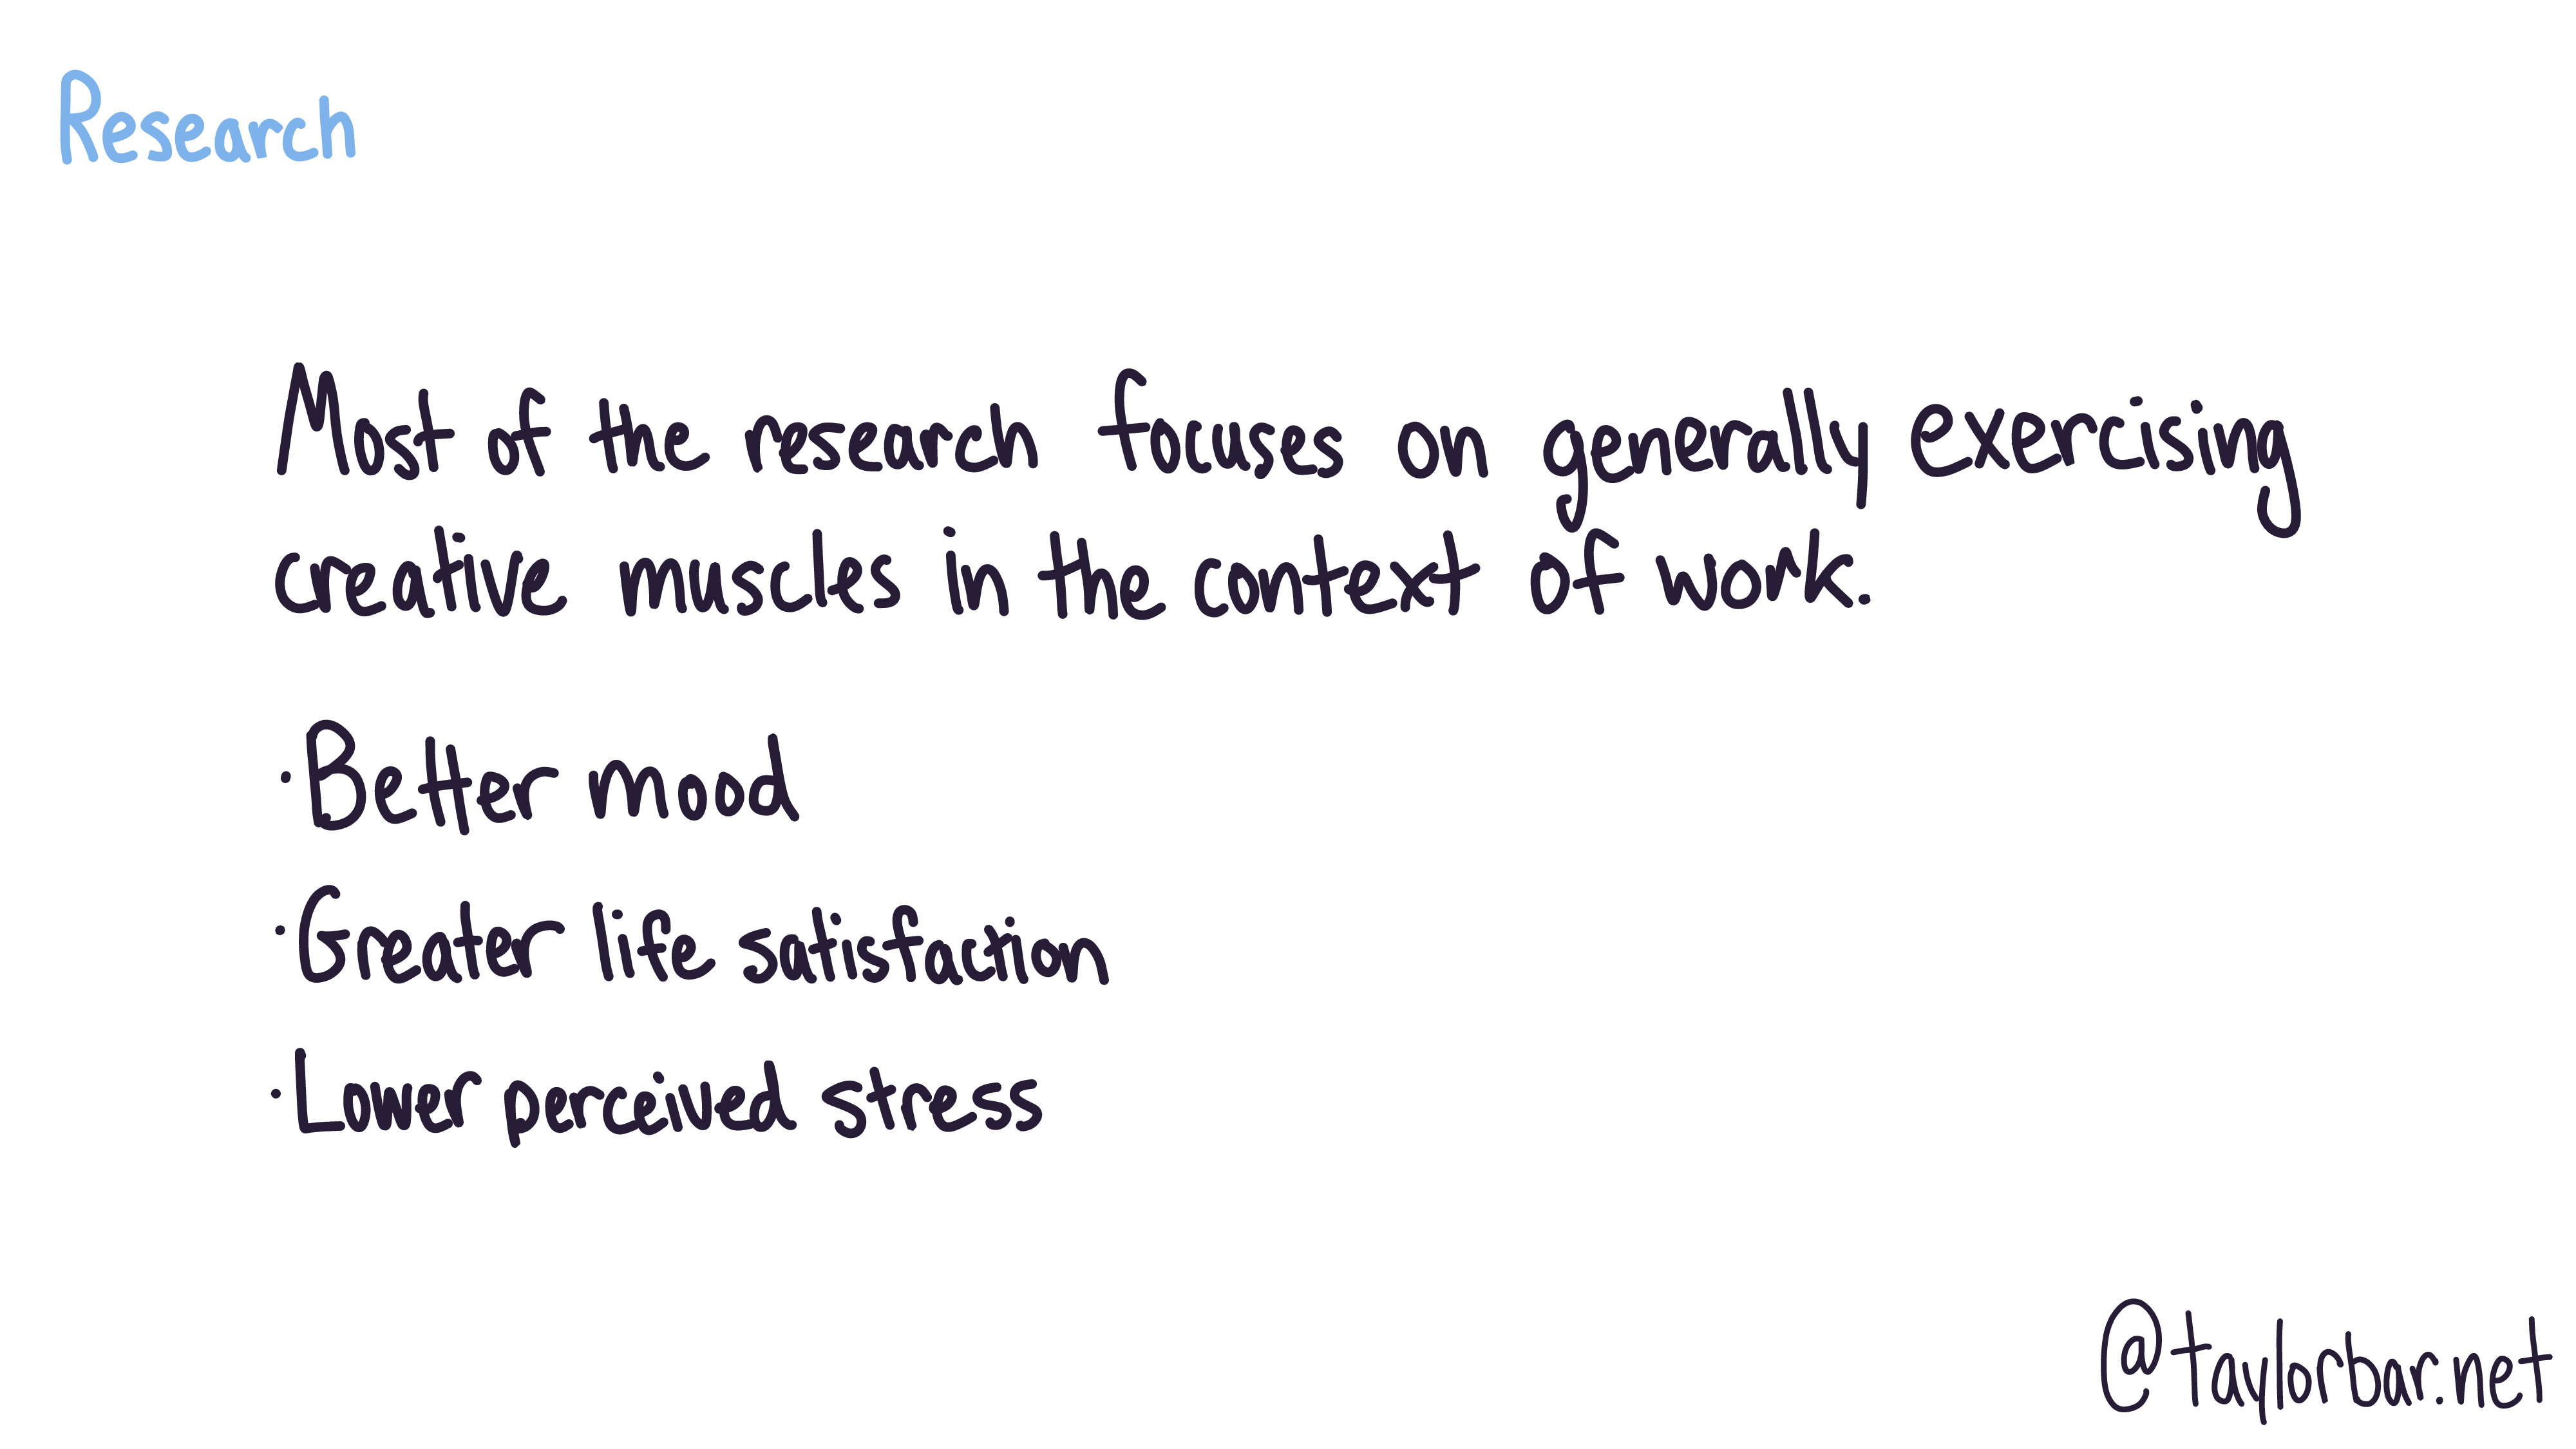 Research
Most of the research focuses on generally exercising
creative muscles in the context of work.
· Better mood
· Greater life satisfaction
· Lower perceived stress
@taylorbar.net